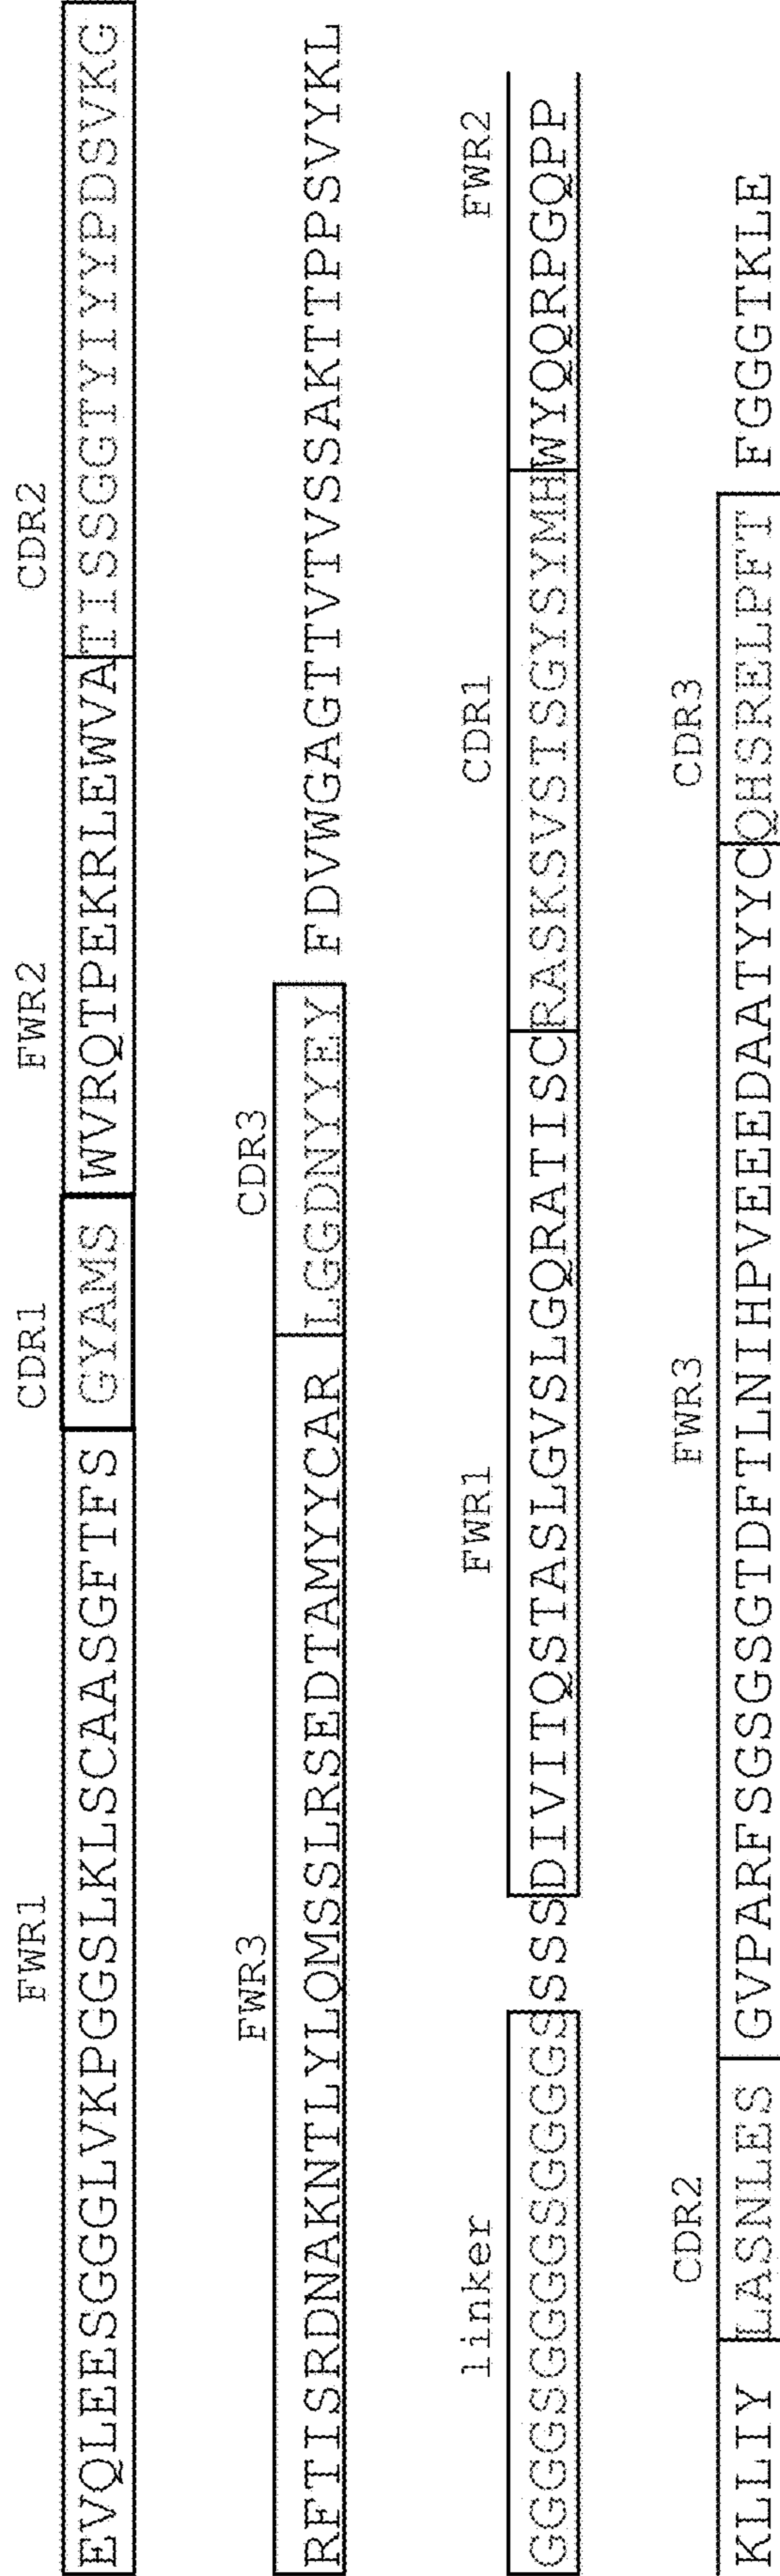 FWR1 CDR1 FWR2 CDR2
EVQLEESGGGLVKPGGSLKLSCAASGFTFS GYAMS WVRQTPEKRLEWVA TISSGGTYIYYPDSVKG
FWR3 CDR3
RFTISRDNAKNTLYLQMSSLRSEDTAMYYCAR LGGDNYYEY FDVWGAGTTVTVSSAKTTPPSVYKL
linker FWR1 CDR1 FWR2
GGGGSGGGGSGGGGS SSS DIVITQSTASLGVSLGQRATISC RASKSVSTSGYSYMH WYQQRPGQPP
CDR2 FWR3 CDR3
KLLIY LASNLES GVPARFSGSGSGTDFTLNIHPVEEEDAATYYC QHSRELPFT FGGGTKLE